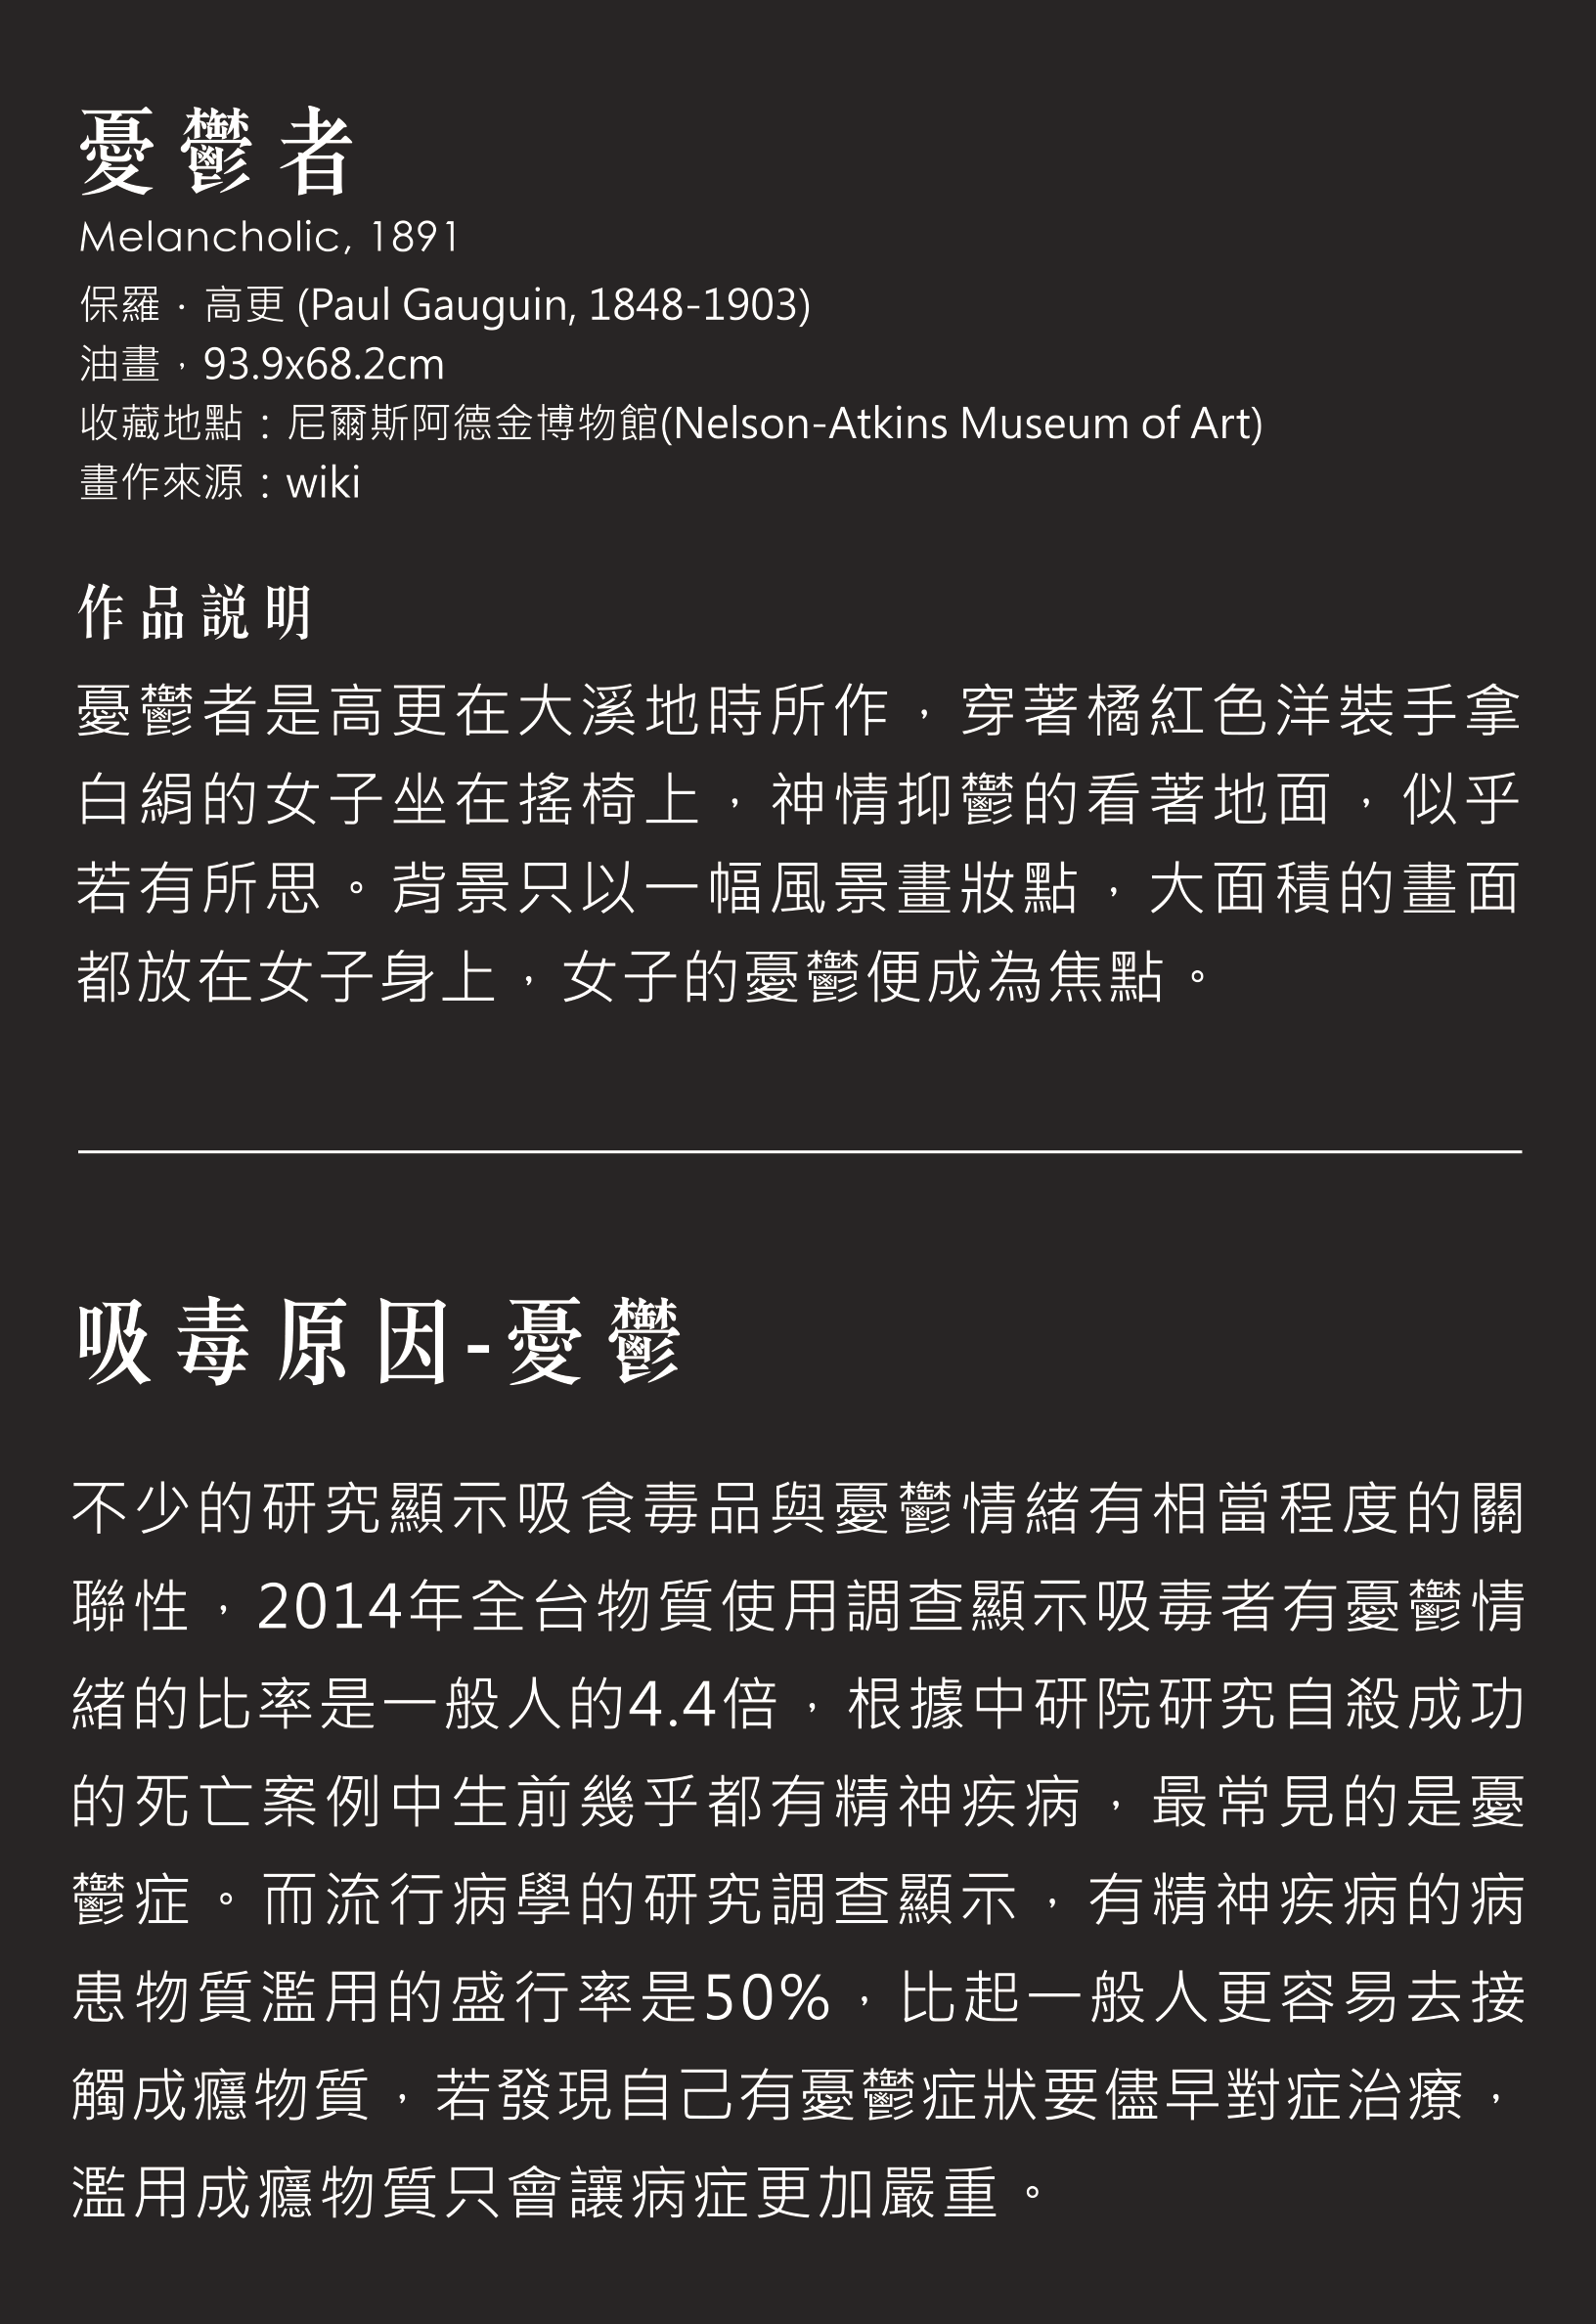 憂鬱者
Melancholic, 1891
保羅．高更 (Paul Gauguin, 1848-1903)
油畫，93.9x68.2cm
收藏地點：尼爾斯阿德金博物館(Nelson-Atkins Museum of Art)
畫作來源：wiki
作品說明
憂鬱者是高更在大溪地時所作，穿著橘紅色洋裝手拿
白絹的女子坐在搖椅上，神情抑鬱的看著地面，似乎
若有所思。背景只以一幅風景畫妝點，大面積的畫面
都放在女子身上，女子的憂鬱便成為焦點。
吸毒原因-憂鬱
不少的研究顯示吸食毒品與憂鬱情緒有相當程度的關
聯性，2014年全台物質使用調查顯示吸毒者有憂鬱情
緒的比率是一般人的4.4倍，根據中研院研究自殺成功
的死亡案例中生前幾乎都有精神疾病，最常見的是憂
鬱症。而流行病學的研究調查顯示，有精神疾病的病
患物質濫用的盛行率是50%，比起一般人更容易去接
觸成癮物質，若發現自己有憂鬱症狀要儘早對症治療，
濫用成癮物質只會讓病症更加嚴重。